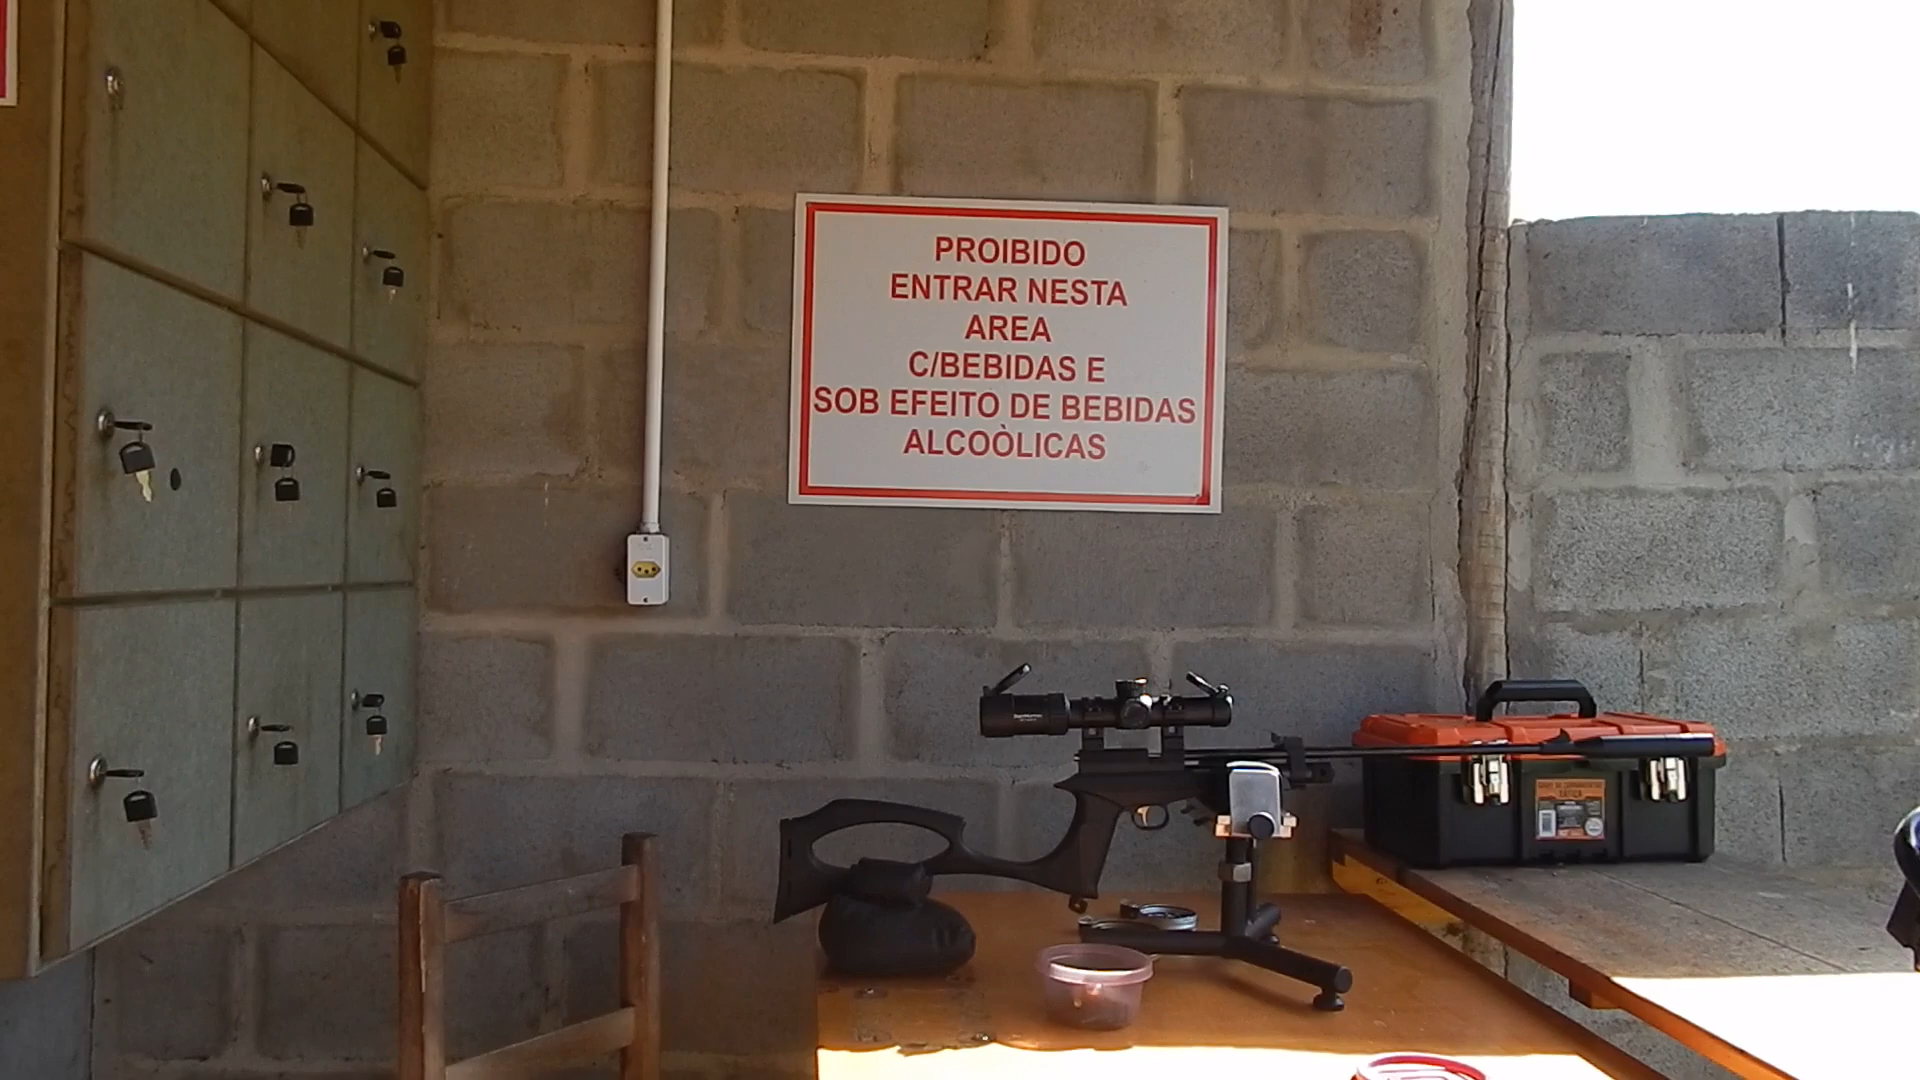 PROIBIDO
ENTRAR NESTA
AREA
C/BEBIDAS E
SOB EFEITO DE BEBIDAS
ALCOÒLICAS